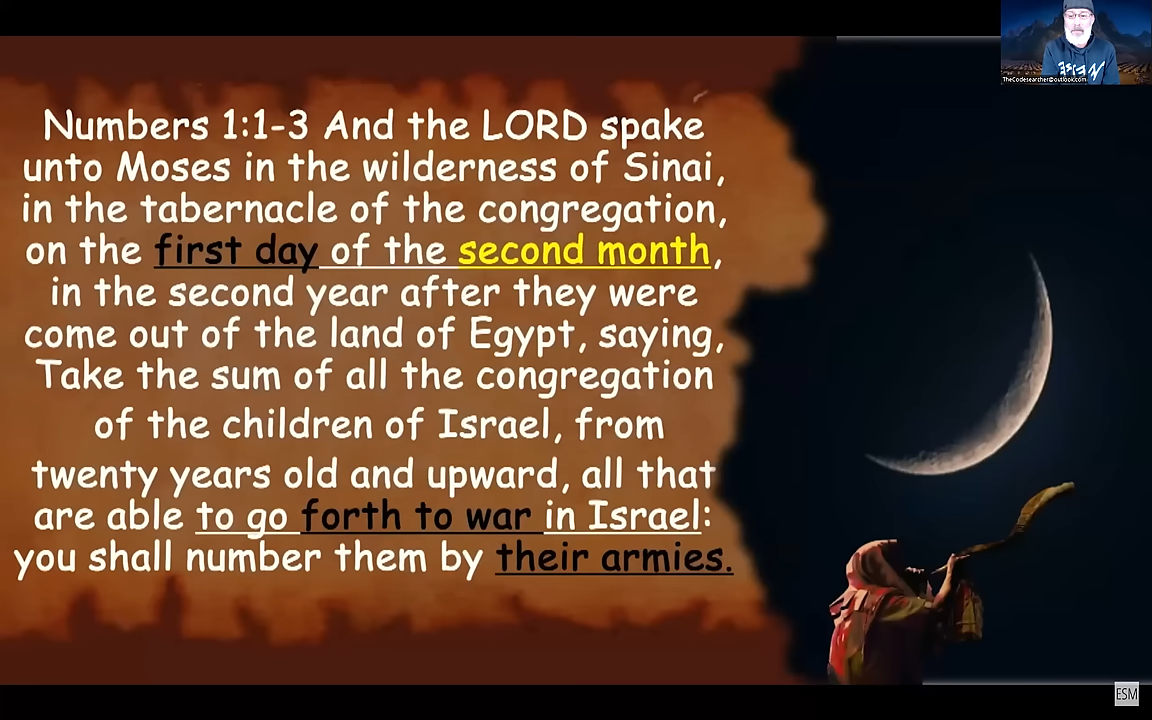 Numbers 1:1-3 And the LORD spake
unto Moses in the wilderness of Sinai,
in the tabernacle of the congregation,
on the first day of the second month,
in the second year after they were
come out of the land of Egypt, saying,
Take the sum of all the congregation
of the children of Israel, from
twenty years old and upward, all that
are able to go forth to war in Israel:
you shall number them by their armies.
TheCodesearcher@outlook.com
ESM